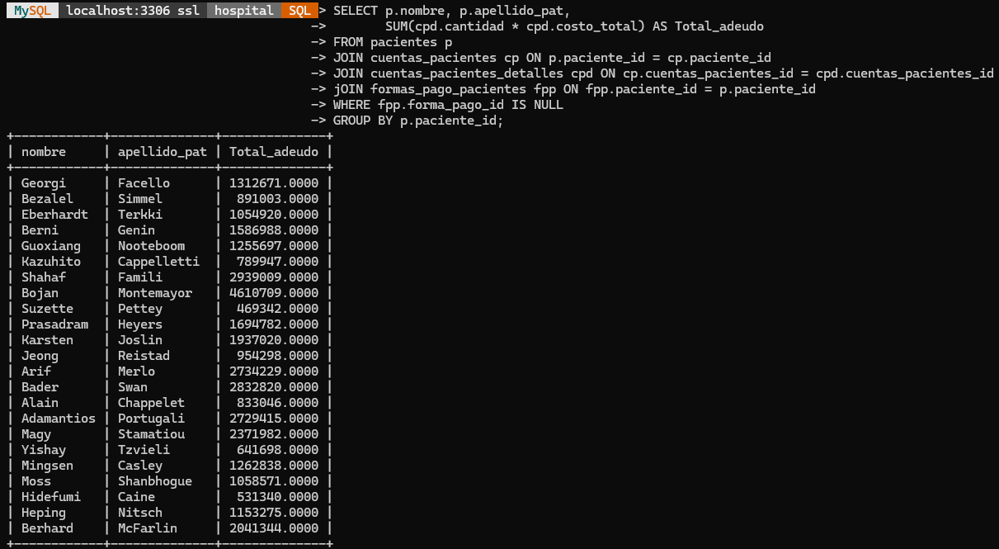 MySQL localhost:3306 ssl hospital SQL > SELECT p.nombre, p.apellido_pat,
-> SUM(cpd.cantidad * cpd.costo_total) AS Total_adeudo
-> FROM pacientes p
-> JOIN cuentas_pacientes cp ON p.paciente_id = cp.paciente_id
-> JOIN cuentas_pacientes_detalles cpd ON cp.cuentas_pacientes_id = cpd.cuentas_pacientes_id
-> jOIN formas_pago_pacientes fpp ON fpp.paciente_id = p.paciente_id
-> WHERE fpp.forma_pago_id IS NULL
-> GROUP BY p.paciente_id;
+------------+--------------+--------------+
| nombre     | apellido_pat | Total_adeudo |
+------------+--------------+--------------+
| Georgi     | Facello      | 1312671.0000 |
| Bezalel    | Simmel       |  891003.0000 |
| Eberhardt  | Terkki       | 1054920.0000 |
| Berni      | Genin        | 1586988.0000 |
| Guoxiang   | Nooteboom    | 1255697.0000 |
| Kazuhito   | Cappelletti  |  789947.0000 |
| Shahaf     | Famili       | 2939009.0000 |
| Bojan      | Montemayor   | 4610709.0000 |
| Suzette    | Pettey       |  469342.0000 |
| Prasadram  | Heyers       | 1694782.0000 |
| Karsten    | Joslin       | 1937020.0000 |
| Jeong      | Reistad      |  954298.0000 |
| Arif       | Merlo        | 2734229.0000 |
| Bader      | Swan         | 2832820.0000 |
| Alain      | Chappelet    |  833046.0000 |
| Adamantios | Portugali    | 2729415.0000 |
| Magy       | Stamatiou    | 2371982.0000 |
| Yishay     | Tzvieli      |  641698.0000 |
| Mingsen    | Casley       | 1262838.0000 |
| Moss       | Shanbhogue   | 1058571.0000 |
| Hidefumi   | Caine        |  531340.0000 |
| Heping     | Nitsch       | 1153275.0000 |
| Berhard    | McFarlin     | 2041344.0000 |
+------------+--------------+--------------+